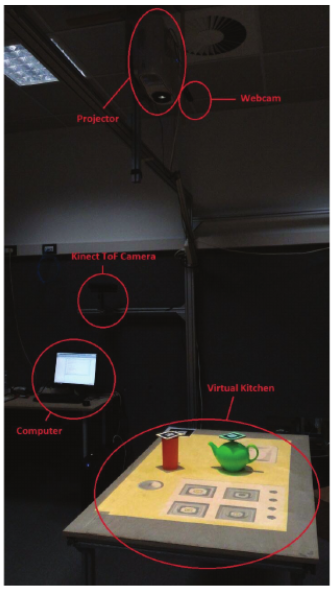 Webcam
Projector
Kinect ToF Camera
Virtual Kitchen
Computer